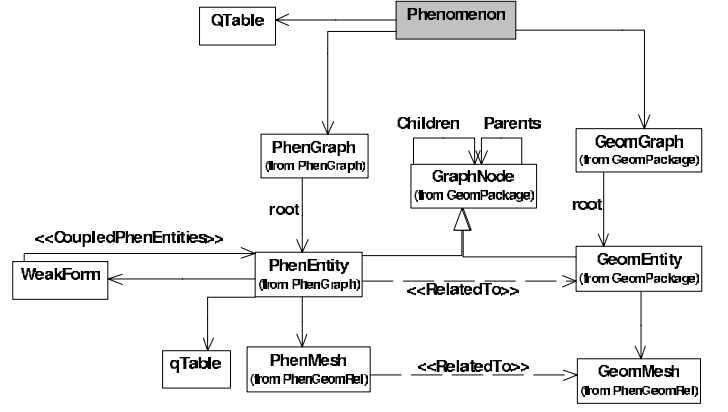 Phenomenon
QTable
Children Parents
PhenGraph
(from PhenGraph)
GeomGraph
(from GeomPackage)
GraphNode
(from GeomPackage)
root
root
<<CoupledPhenEntities>>
WeakForm
PhenEntity
(from PhenGraph)
GeomEntity
(from GeomPackage)
<<RelatedTo>>
qTable
PhenMesh
(from PhenGeomRel)
<<RelatedTo>>
GeomMesh
(from PhenGeomRel)